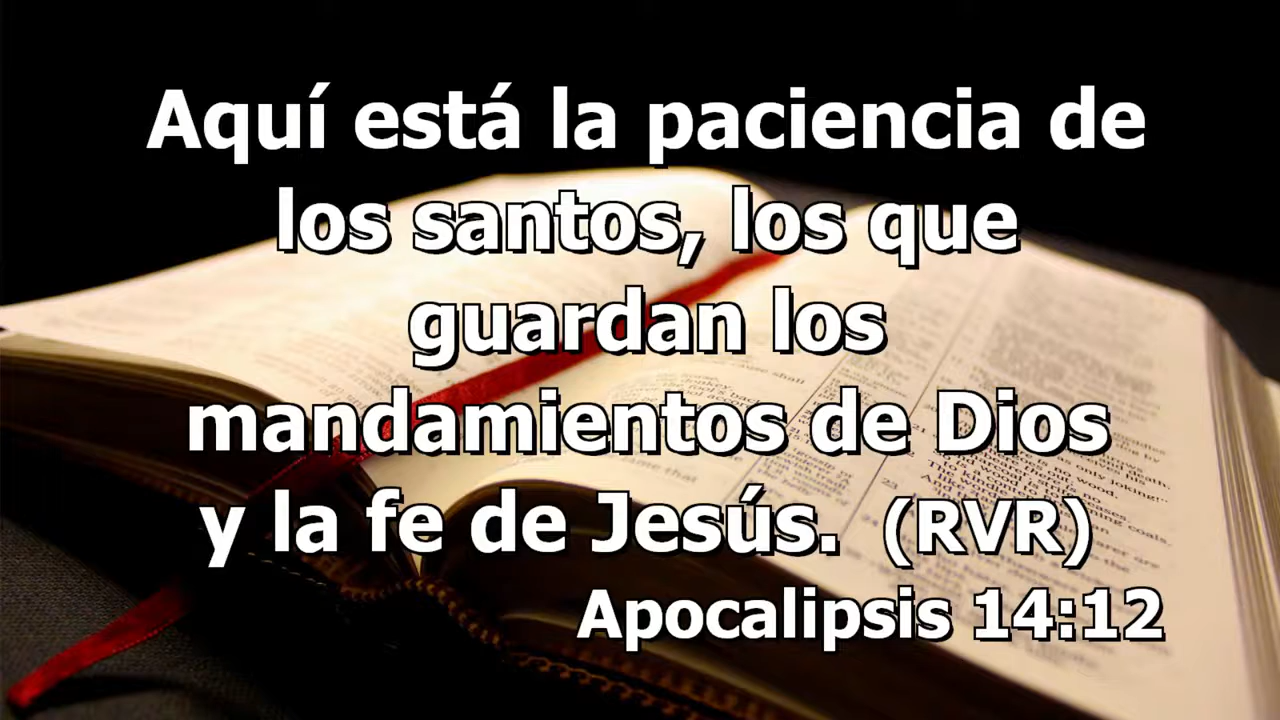 Aquí está la paciencia de
los santos, los que
guardan los
mandamientos de Dios
y la fe de Jesús. (RVR)
Apocalipsis 14:12